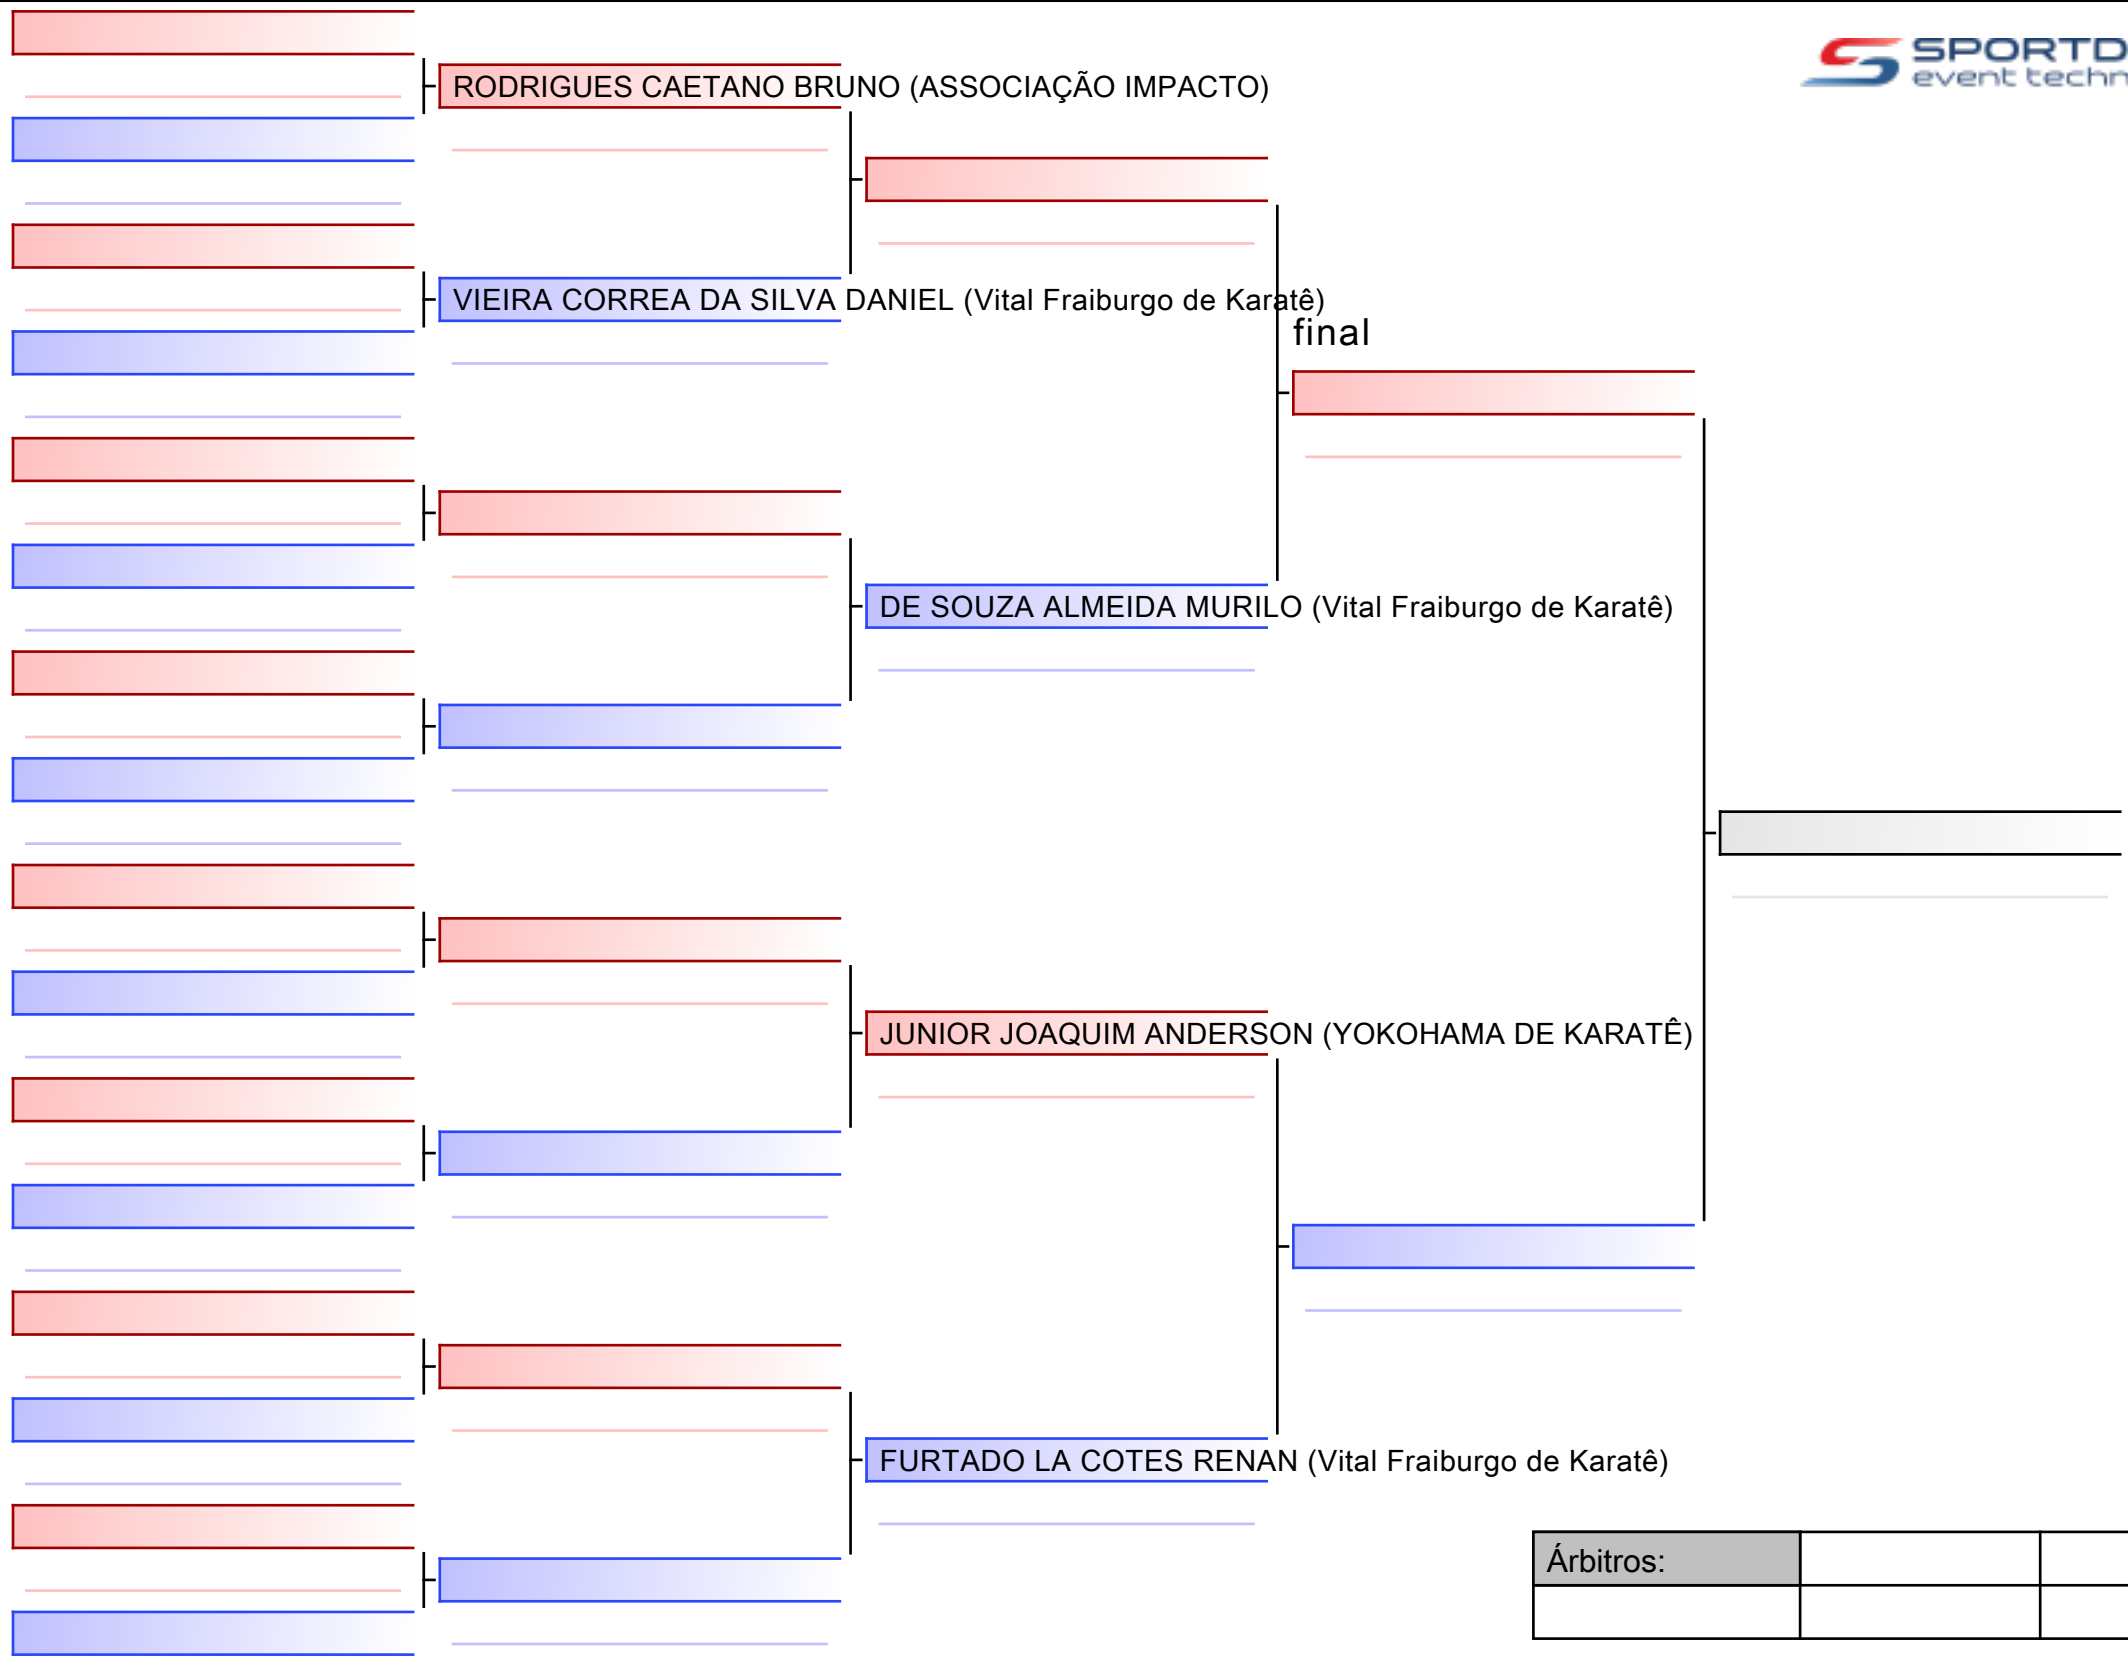 SPORTD
event techn
RODRIGUES CAETANO BRUNO (ASSOCIAÇÃO IMPACTO)
VIEIRA CORREA DA SILVA DANIEL (Vital Fraiburgo de Karatê)
final
DE SOUZA ALMEIDA MURILO (Vital Fraiburgo de Karatê)
JUNIOR JOAQUIM ANDERSON (YOKOHAMA DE KARATÊ)
FURTADO LA COTES RENAN (Vital Fraiburgo de Karatê)
Árbitros: